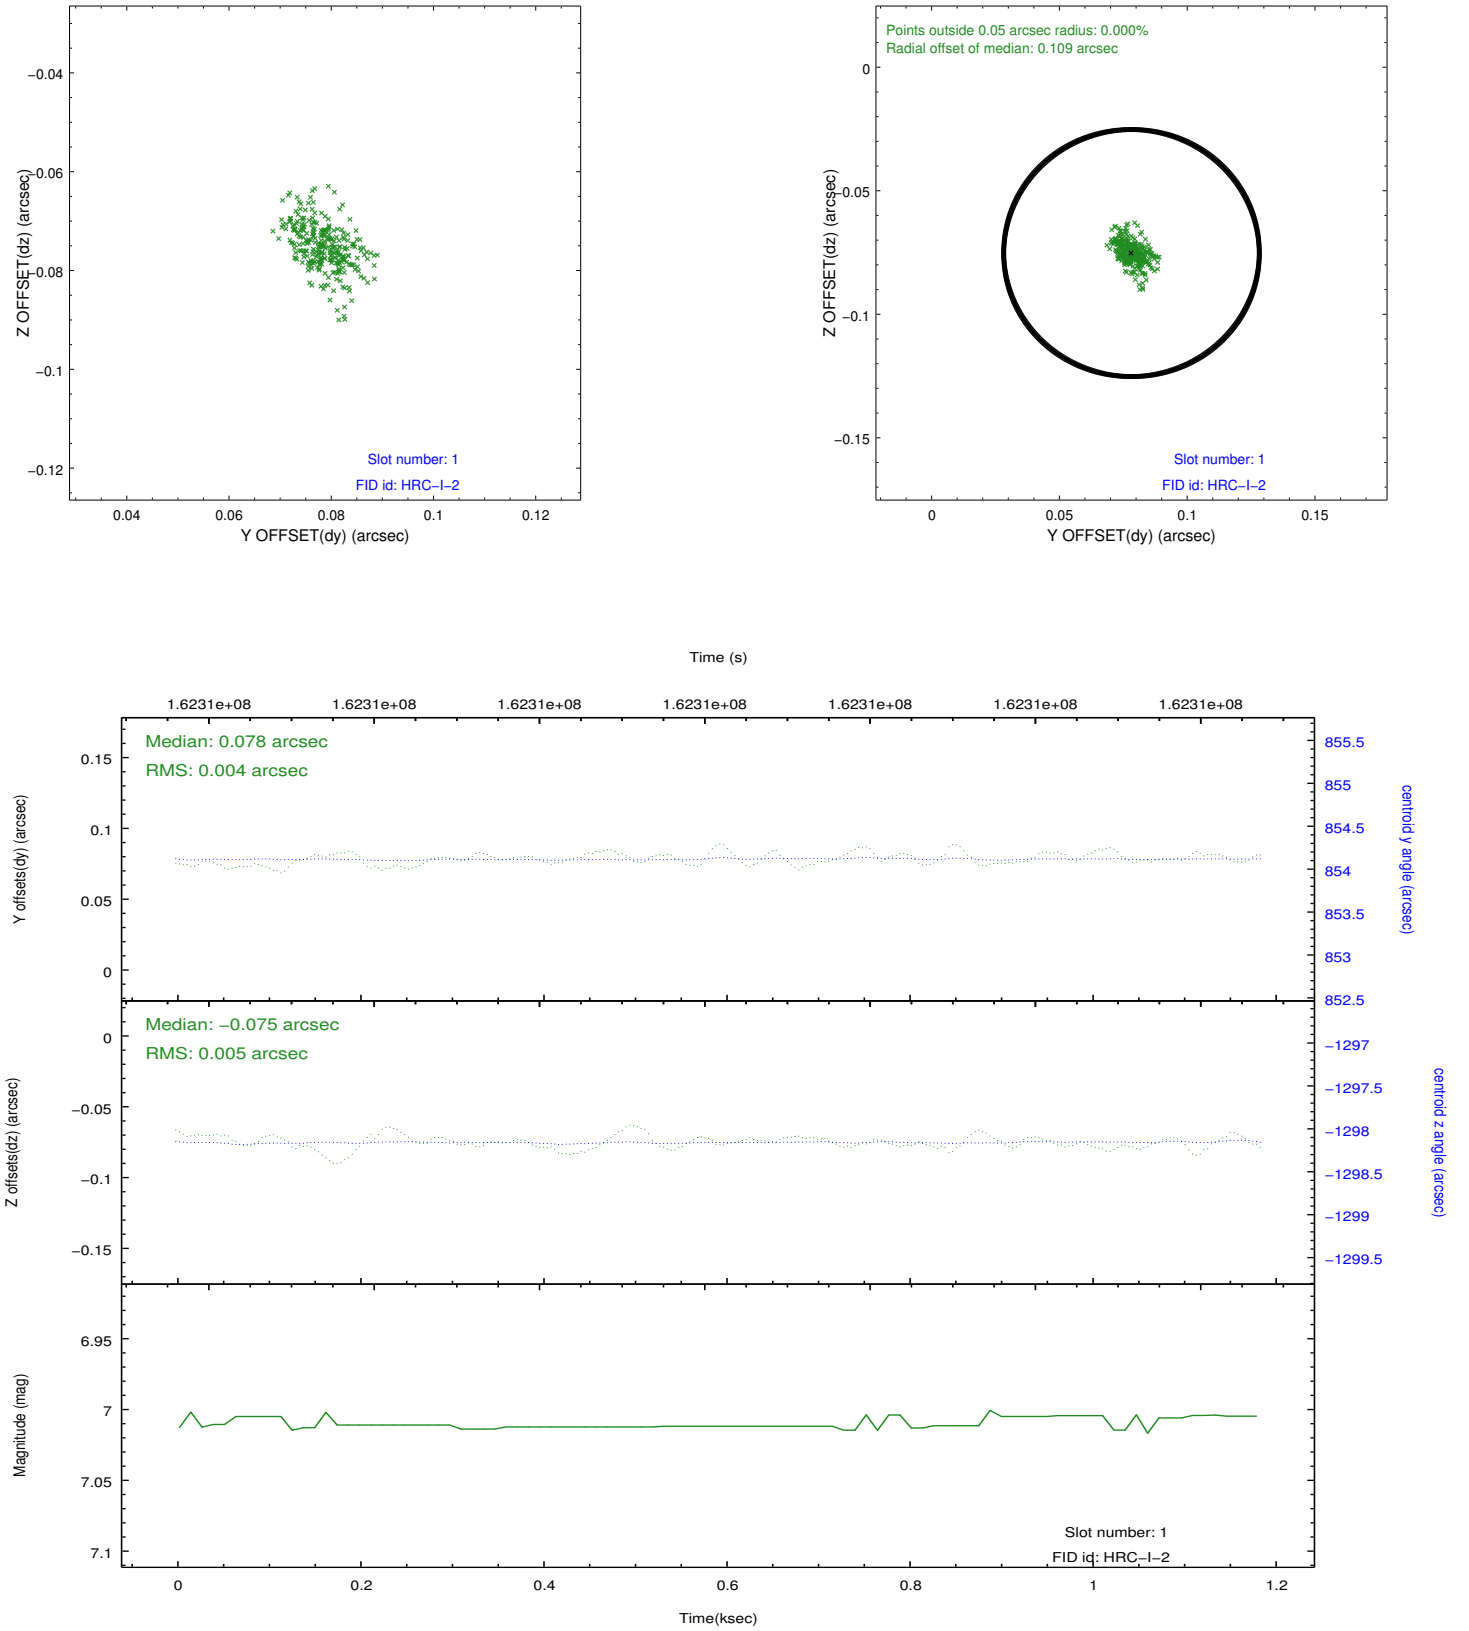 −0.04
−0.06
−0.08
−0.1
−0.12
Z OFFSET(dz) (arcsec)
Slot number: 1
FID id: HRC−I−2
0.04 0.06 0.08 0.1 0.12
Y OFFSET(dy) (arcsec)
Points outside 0.05 arcsec radius: 0.000%
Radial offset of median: 0.109 arcsec
0
−0.05
−0.1
−0.15
Z OFFSET(dz) (arcsec)
Slot number: 1
FID id: HRC−I−2
0 0.05 0.1 0.15
Y OFFSET(dy) (arcsec)
Time (s)
1.6231e+08 1.6231e+08 1.6231e+08 1.6231e+08 1.6231e+08 1.6231e+08 1.6231e+08
Median: 0.078 arcsec
RMS: 0.004 arcsec
0.15
0.1
0.05
0
Y offsets(dy) (arcsec)
855.5
855
854.5
854
853.5
853
852.5
centroid y angle (arcsec)
Median: −0.075 arcsec
RMS: 0.005 arcsec
0
−0.05
−0.1
−0.15
Z offsets(dz) (arcsec)
−1297
−1297.5
−1298
−1298.5
−1299
−1299.5
centroid z angle (arcsec)
6.95
7
7.05
7.1
Magnitude (mag)
Slot number: 1
FID id: HRC−I−2
0 0.2 0.4 0.6 0.8 1 1.2
Time(ksec)